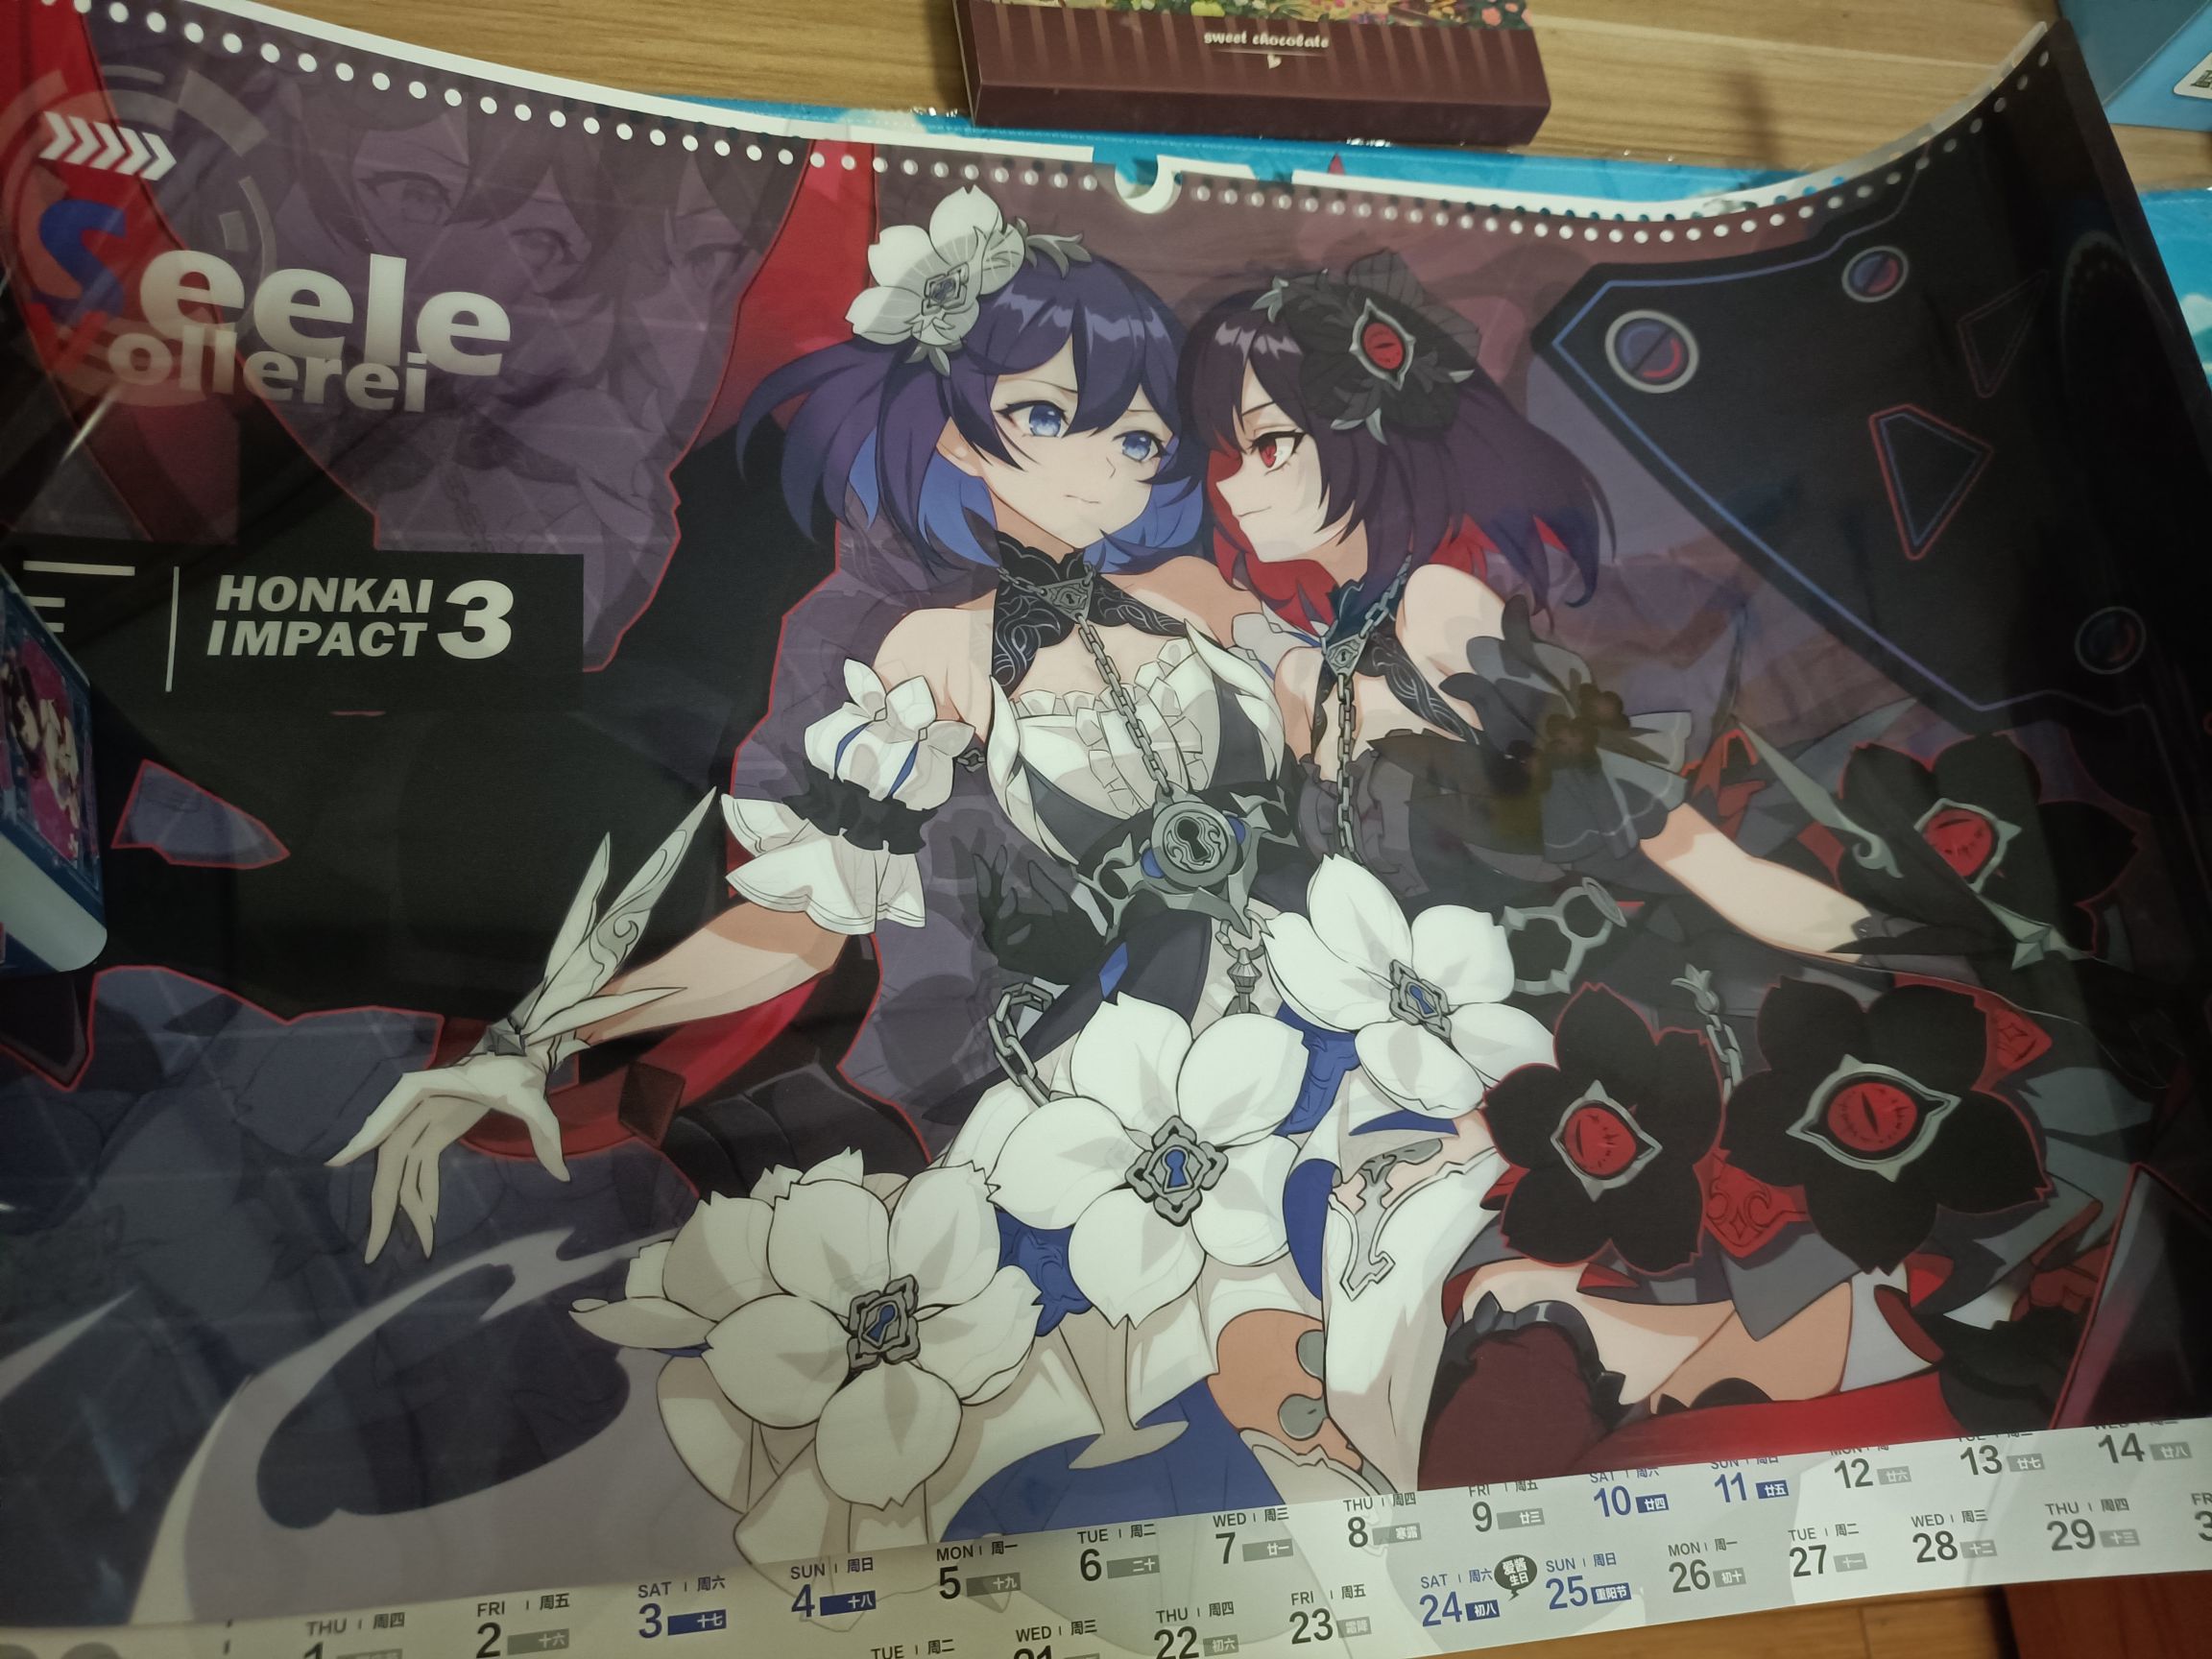 sweet chocolate
Seele
Vollerei
HONKAI
IMPACT 3
THU 周四
1
FRI 周五
2 十六
SAT 周六
3 十七
SUN 周日
4 十八
MON 周一
5 十九
TUE 周二
6 二十
WED 周三
7 廿一
THU 周四
8 寒露
FRI 周五
9 廿三
SAT 周六
10 廿四
SUN 周日
11 廿五
MON 周一
12 廿六
TUE 周二
13 廿七
WED 周三
14 廿八
TUE 周二
WED 周三
21
THU 周四
22 初六
FRI 周五
23 霜降
SAT 周六
24 初八
爱酱
生日
SUN 周日
25 重阳节
MON 周一
26 初十
TUE 周二
27 十一
WED 周三
28 十二
THU 周四
29 十三